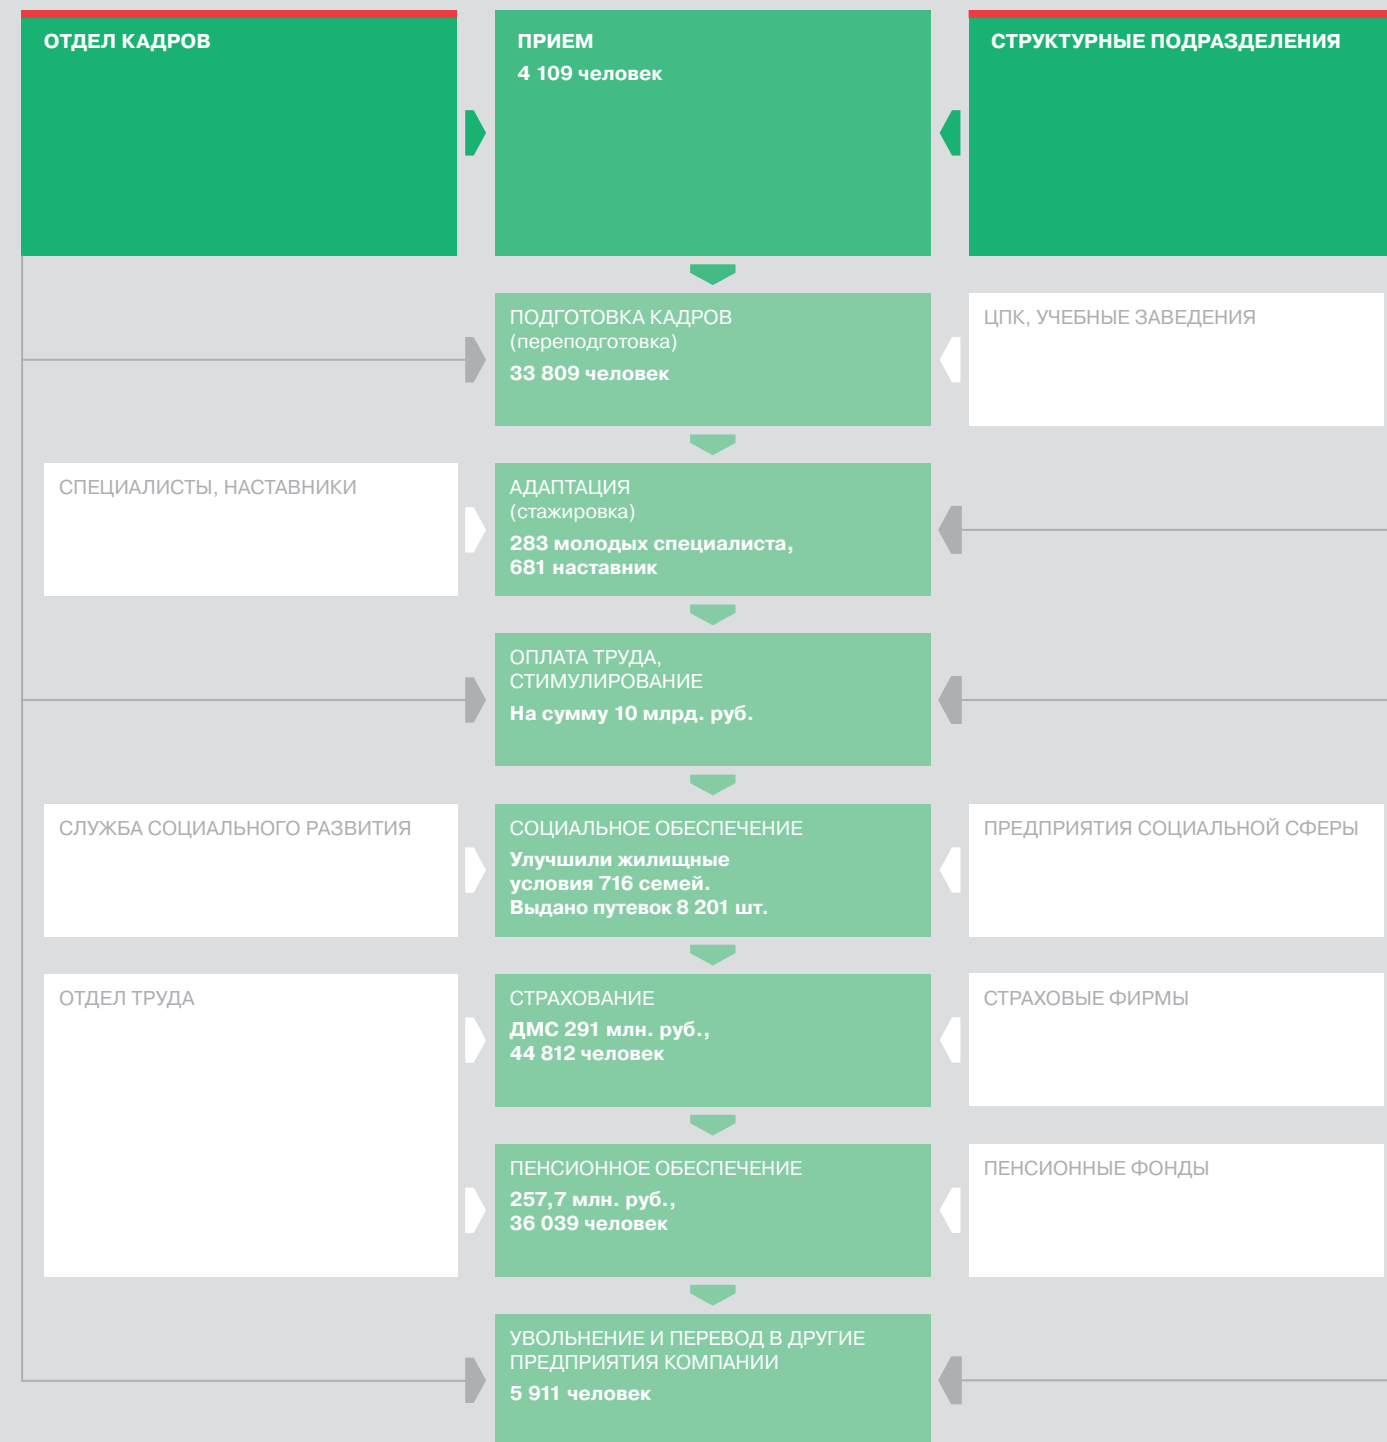 ОТДЕЛ КАДРОВ
ПРИЕМ
4 109 человек
СТРУКТУРНЫЕ ПОДРАЗДЕЛЕНИЯ
ПОДГОТОВКА КАДРОВ
(переподготовка)
33 809 человек
ЦПК, УЧЕБНЫЕ ЗАВЕДЕНИЯ
СПЕЦИАЛИСТЫ, НАСТАВНИКИ
АДАПТАЦИЯ
(стажировка)
283 молодых специалиста,
681 наставник
ОПЛАТА ТРУДА,
СТИМУЛИРОВАНИЕ
На сумму 10 млрд. руб.
СЛУЖБА СОЦИАЛЬНОГО РАЗВИТИЯ
СОЦИАЛЬНОЕ ОБЕСПЕЧЕНИЕ
Улучшили жилищные
условия 716 семей.
Выдано путевок 8 201 шт.
ПРЕДПРИЯТИЯ СОЦИАЛЬНОЙ СФЕРЫ
ОТДЕЛ ТРУДА
СТРАХОВАНИЕ
ДМС 291 млн. руб.,
44 812 человек
СТРАХОВЫЕ ФИРМЫ
ПЕНСИОННОЕ ОБЕСПЕЧЕНИЕ
257,7 млн. руб.,
36 039 человек
ПЕНСИОННЫЕ ФОНДЫ
УВОЛЬНЕНИЕ И ПЕРЕВОД В ДРУГИЕ
ПРЕДПРИЯТИЯ КОМПАНИИ
5 911 человек